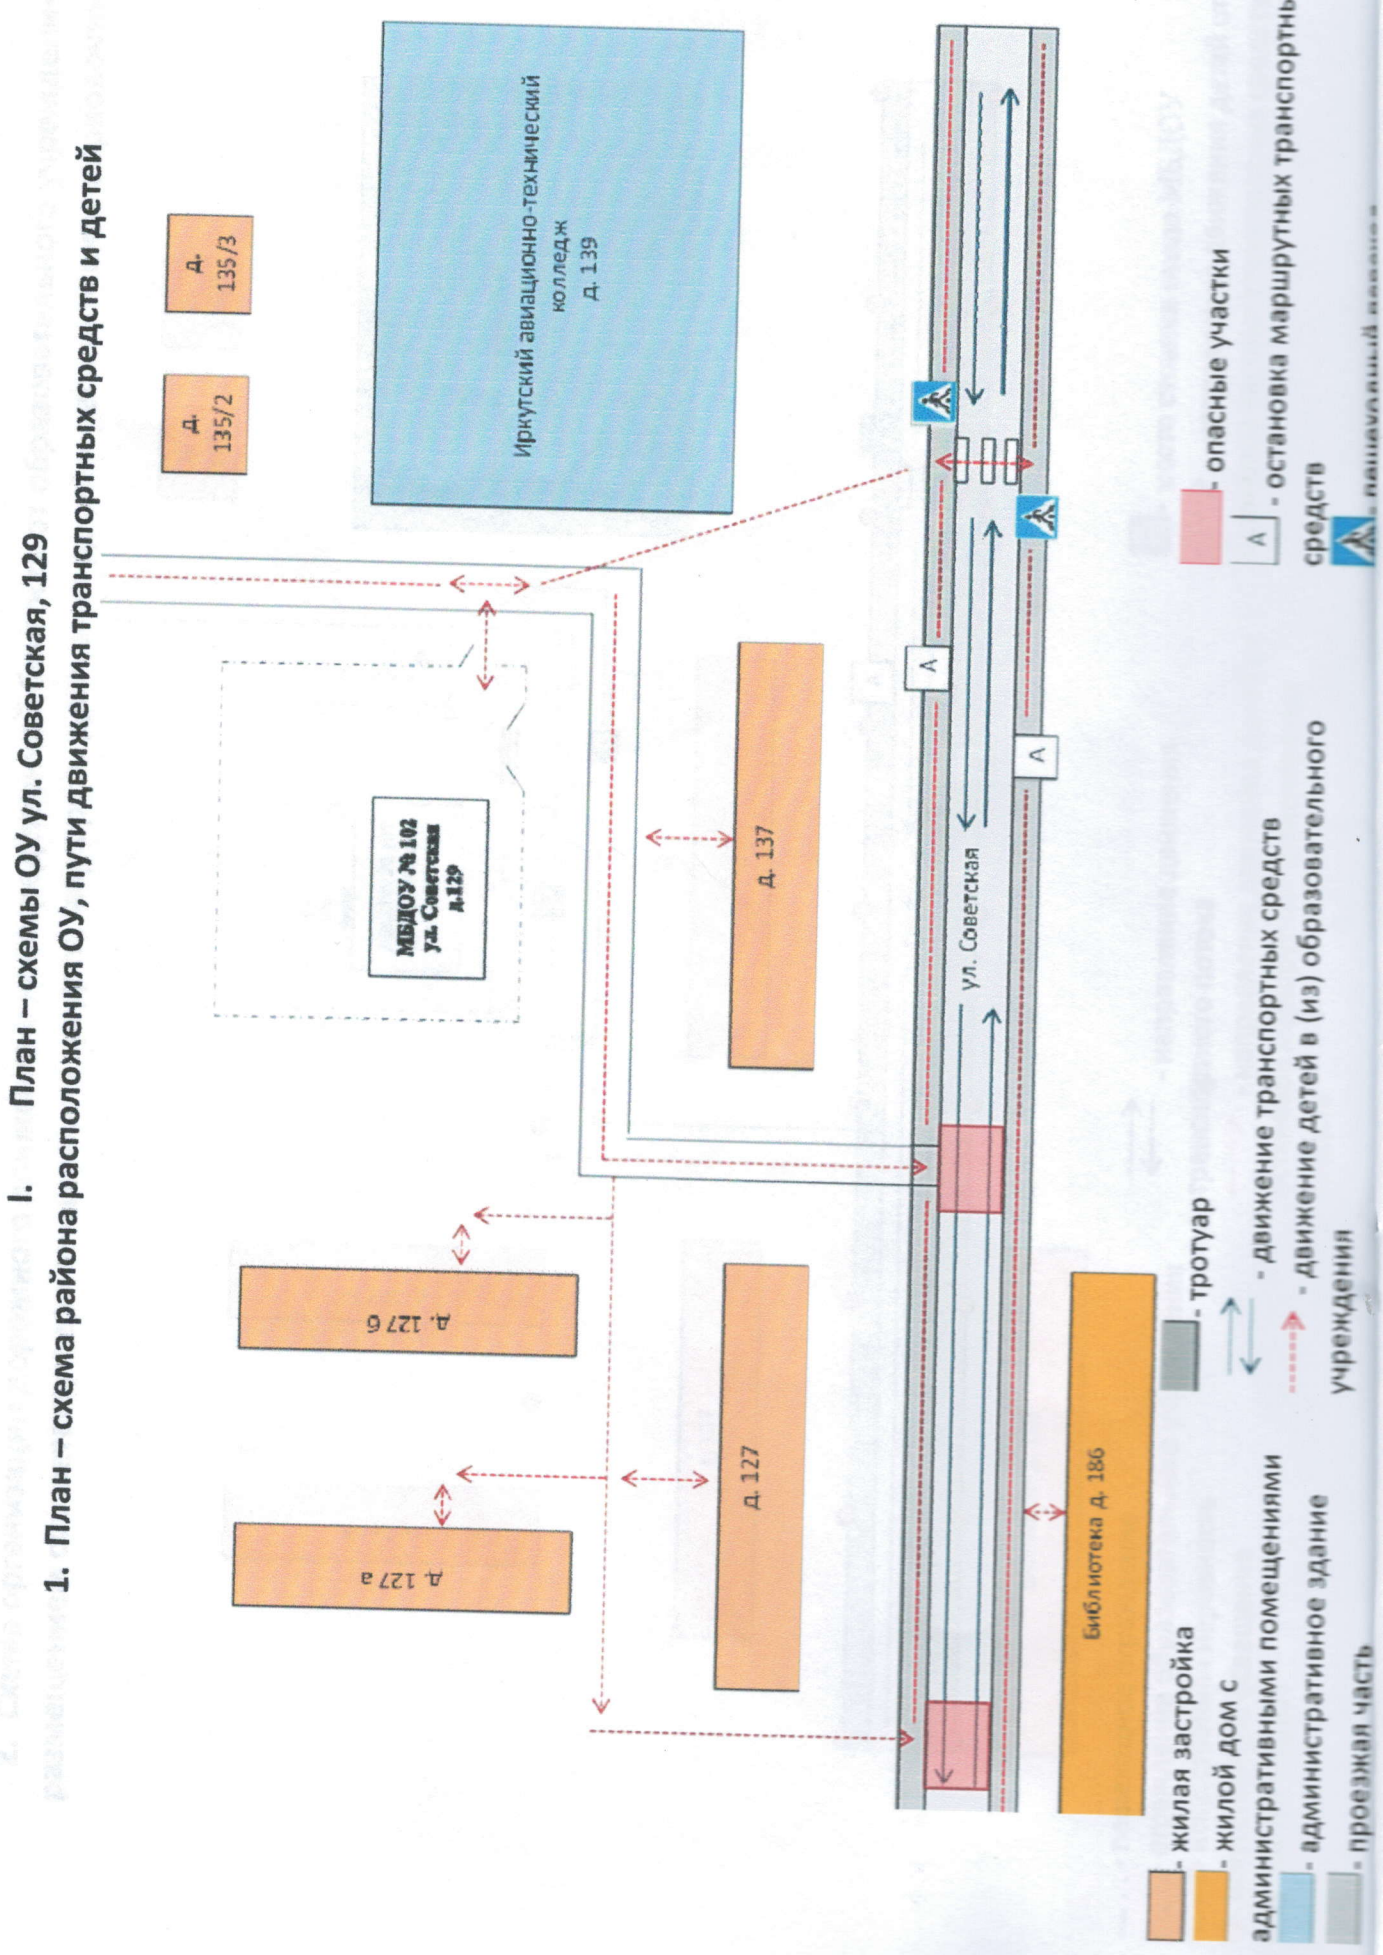 I. План – схемы ОУ ул. Советская, 129
1. План – схема района расположения ОУ, пути движения транспортных средств и детей
д.
135/2
д.
135/3
Иркутский авиационно-технический
колледж
д. 139
МБДОУ № 102
ул. Советская
д.129
д. 127 а
д. 127 б
д. 127
д. 137
А
А
ул. Советская
Библиотека д. 186
- жилая застройка
- жилой дом с
административными помещениями
- административное здание
- проезжая часть
- тротуар
- движение транспортных средств
- движение детей в (из) образовательного
учреждения
- опасные участки
А - остановка маршрутных транспортны
средств